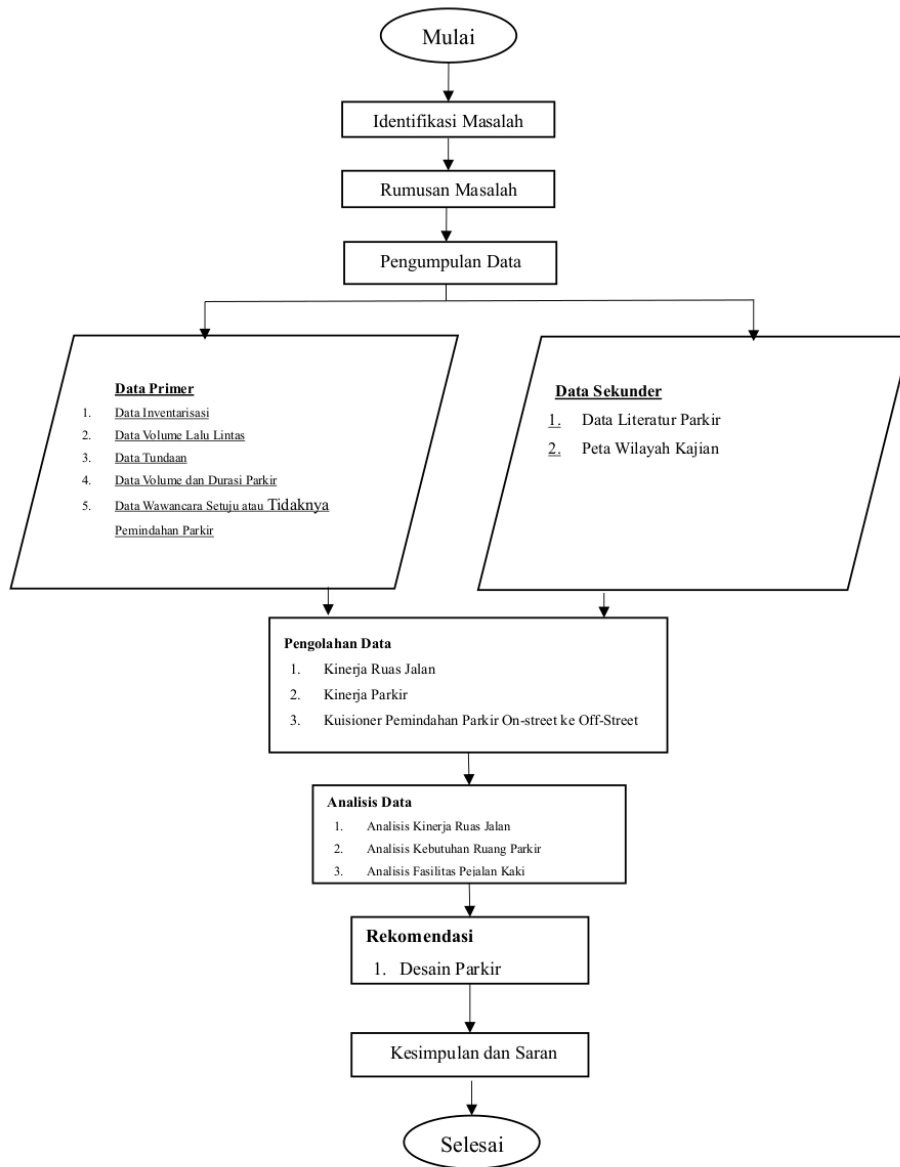 Mulai
Identifikasi Masalah
Rumusan Masalah
Pengumpulan Data
Data Primer
1. Data Inventarisasi
2. Data Volume Lalu Lintas
3. Data Tundaan
4. Data Volume dan Durasi Parkir
5. Data Wawancara Setuju atau Tidaknya
Pemindahan Parkir
Data Sekunder
1. Data Literatur Parkir
2. Peta Wilayah Kajian
Pengolahan Data
1. Kinerja Ruas Jalan
2. Kinerja Parkir
3. Kuisioner Pemindahan Parkir On-street ke Off-Street
Analisis Data
1. Analisis Kinerja Ruas Jalan
2. Analisis Kebutuhan Ruang Parkir
3. Analisis Fasilitas Pejalan Kaki
Rekomendasi
1. Desain Parkir
Kesimpulan dan Saran
Selesai